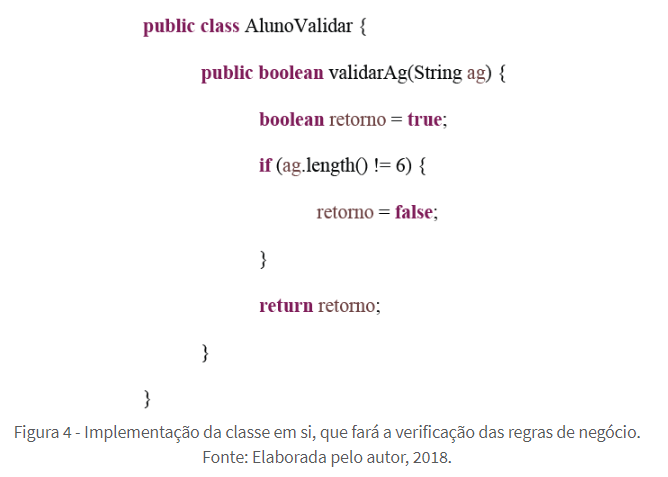 public class AlunoValidar {
public boolean validarAg(String ag) {
boolean retorno = true;
if (ag.length() != 6) {
retorno = false;
}
return retorno;
}
}
Figura 4 - Implementação da classe em si, que fará a verificação das regras de negócio.
Fonte: Elaborada pelo autor, 2018.